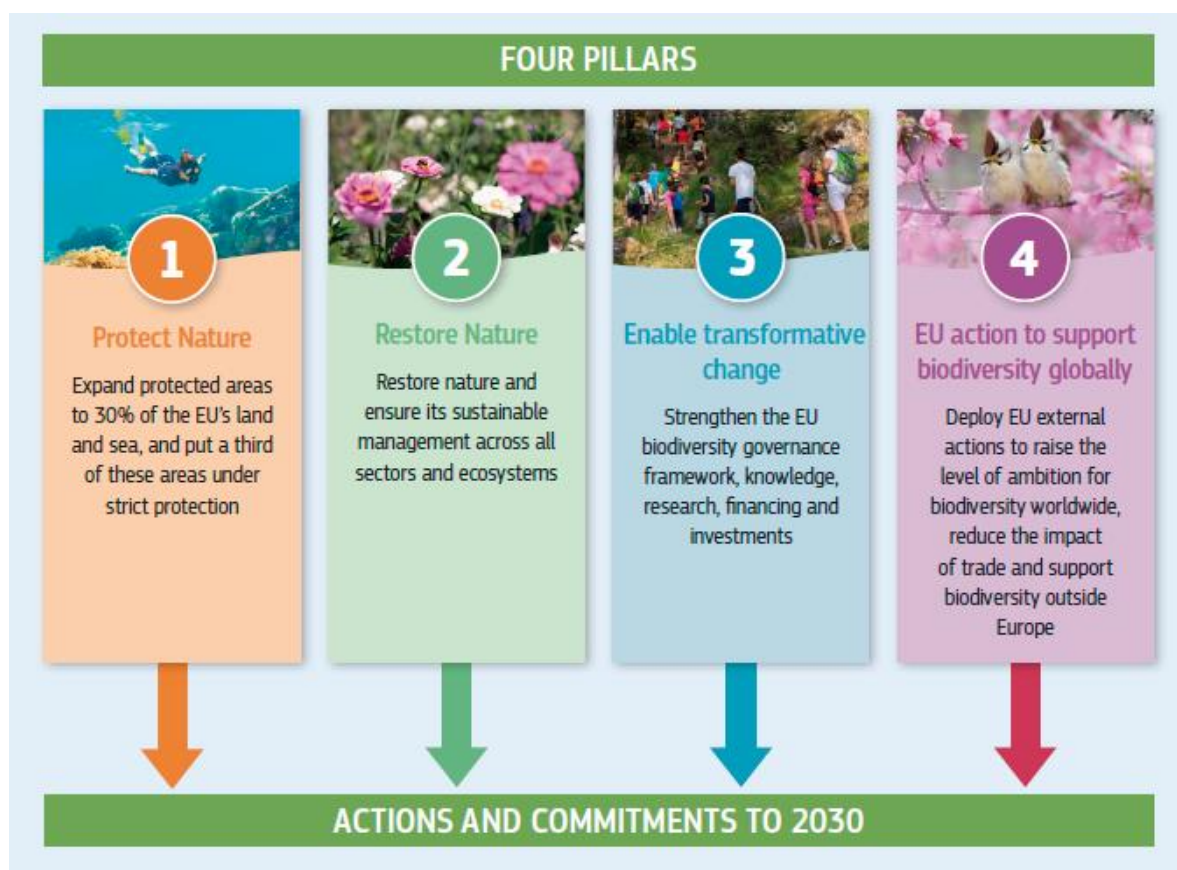 FOUR PILLARS
1
Protect Nature
Expand protected areas
to 30% of the EU's land
and sea, and put a third
of these areas under
strict protection
2
Restore Nature
Restore nature and
ensure its sustainable
management across all
sectors and ecosystems
3
Enable transformative
change
Strengthen the EU
biodiversity governance
framework, knowledge,
research, financing and
investments
4
EU action to support
biodiversity globally
Deploy EU external
actions to raise the
level of ambition for
biodiversity worldwide,
reduce the impact
of trade and support
biodiversity outside
Europe
ACTIONS AND COMMITMENTS TO 2030